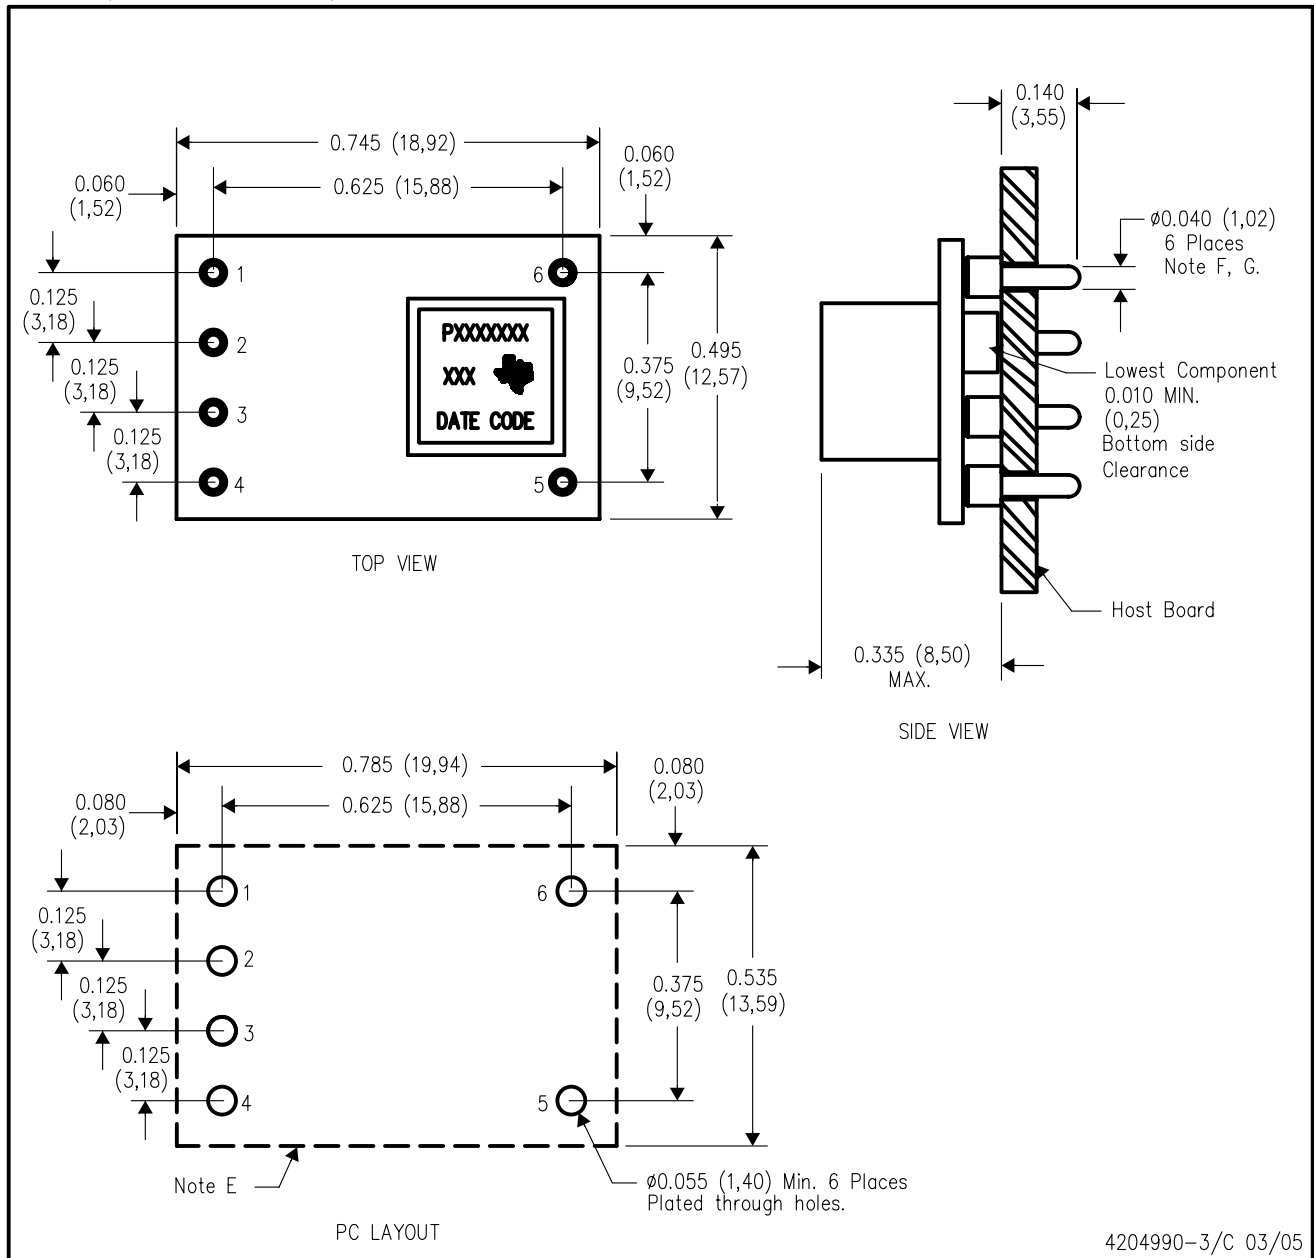 0.140
(3,55)
0.745 (18,92)
0.060
(1,52)
0.625 (15,88)
0.060
(1,52)
ø0.040 (1,02)
6 Places
Note F, G.
1
6
0.125
(3,18)
2
PXXXXXXX
XXX
DATE CODE
0.375
(9,52)
0.495
(12,57)
0.125
(3,18)
3
0.125
(3,18)
4
5
Lowest Component
0.010 MIN.
(0,25)
Bottom side
Clearance
TOP VIEW
Host Board
0.335 (8,50)
MAX.
SIDE VIEW
0.785 (19,94)
0.080
(2,03)
0.625 (15,88)
0.080
(2,03)
1
6
0.125
(3,18)
2
0.125
(3,18)
0.375
(9,52)
0.535
(13,59)
3
0.125
(3,18)
4
5
Note E
ø0.055 (1,40) Min. 6 Places
Plated through holes.
PC LAYOUT
4204990-3/C 03/05